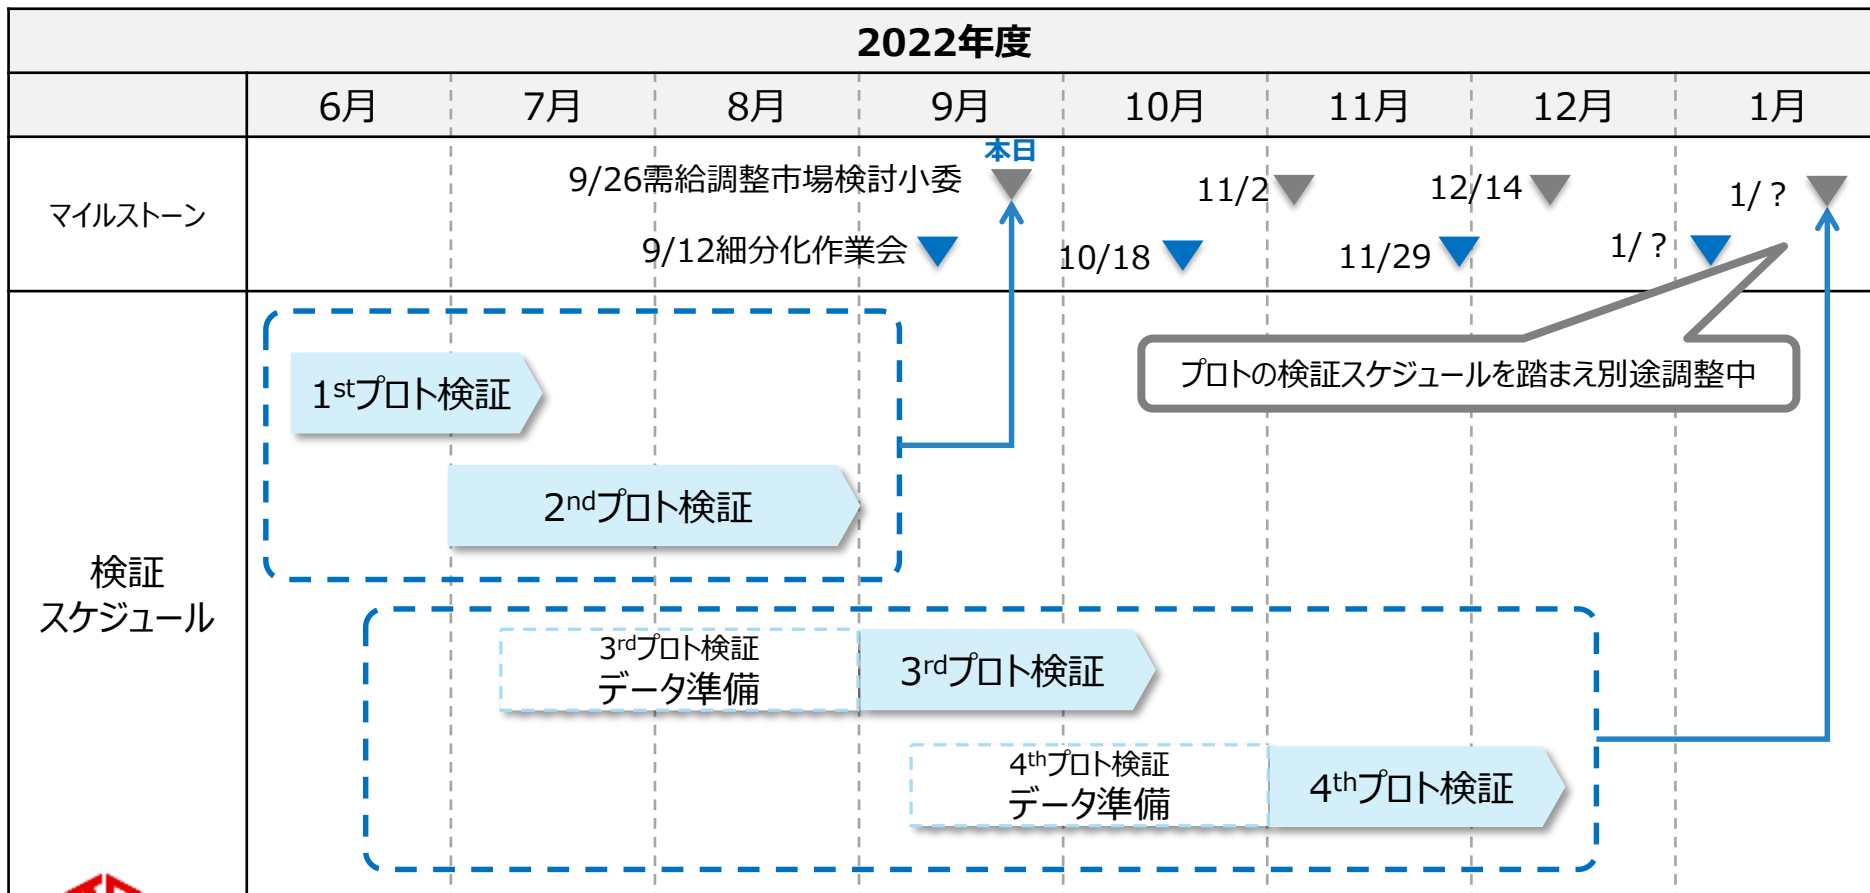 2022年度
6月
7月
8月
9月
10月
11月
12月
1月
マイルストーン
本日
9/26需給調整市場検討小委
11/2
12/14
1/ ?
9/12細分化作業会
10/18
11/29
1/ ?
プロトの検証スケジュールを踏まえ別途調整中
検証
スケジュール
1stプロト検証
2ndプロト検証
3rdプロト検証
データ準備
3rdプロト検証
4thプロト検証
データ準備
4thプロト検証